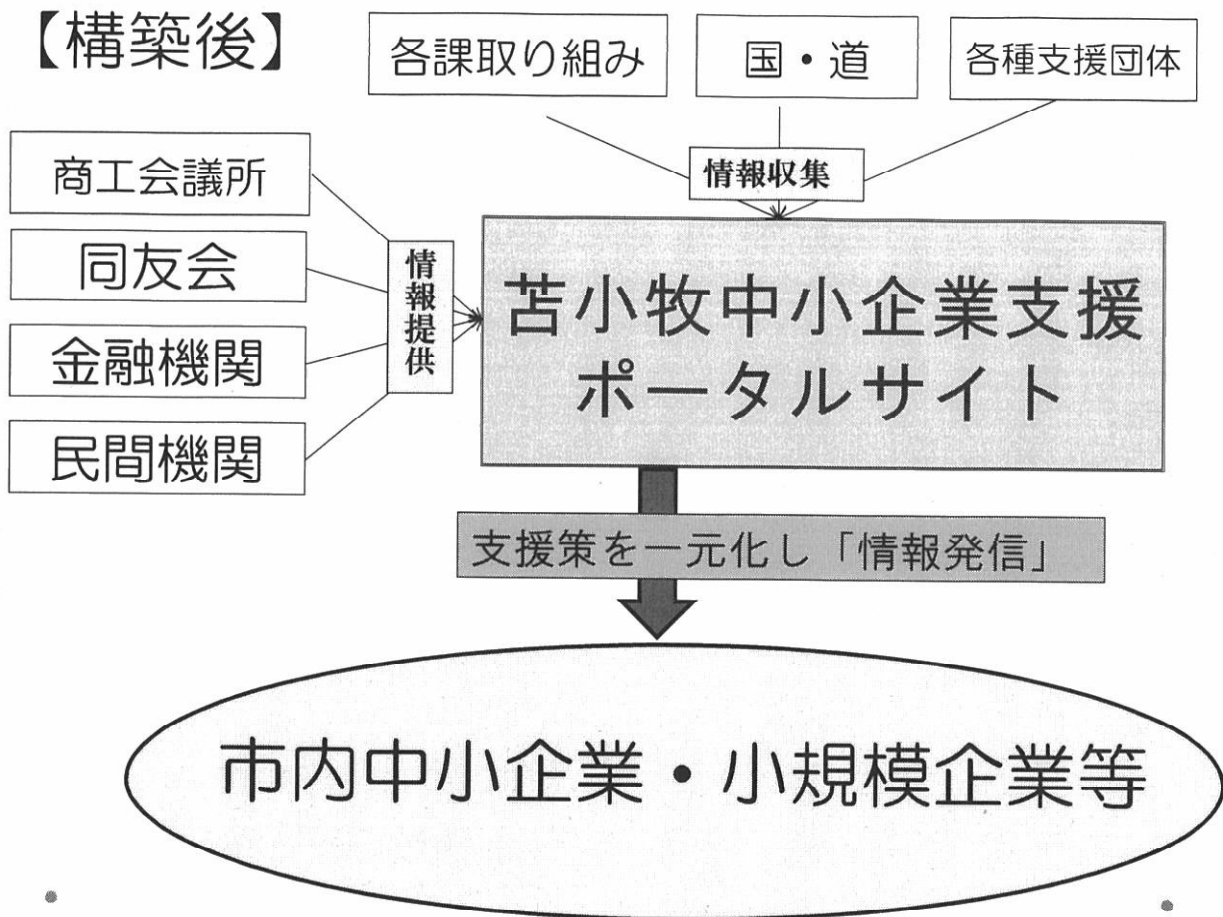 【構築後】
各課取り組み
国・道
各種支援団体
情報収集
商工会議所
同友会
金融機関
民間機関
情報提供
苫小牧中小企業支援
ポータルサイト
支援策を一元化し「情報発信」
市内中小企業・小規模企業等